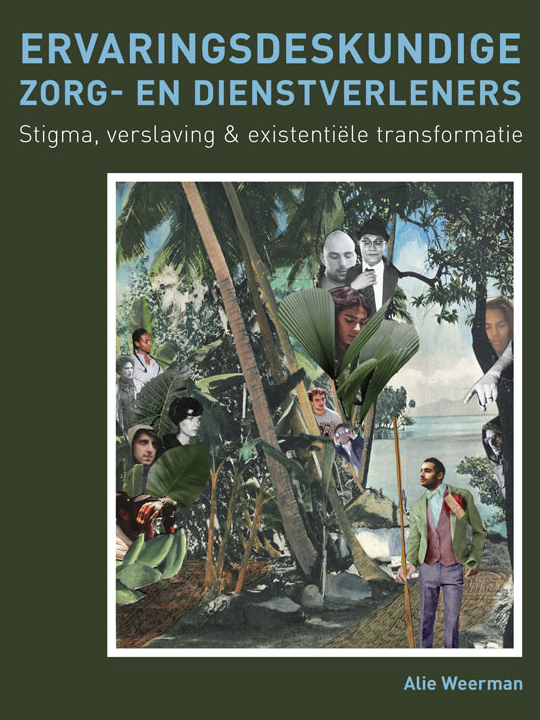 ERVARINGSDESKUNDIGE
ZORG- EN DIENSTVERLENERS
Stigma, verslaving & existentiële transformatie
Alie Weerman